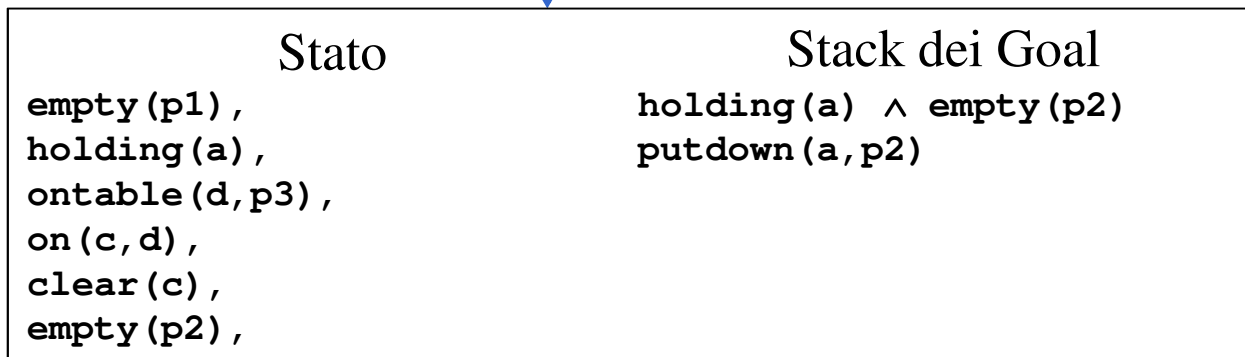 Stato
empty(p1),
holding(a),
ontable(d,p3),
on(c,d),
clear(c),
empty(p2),
Stack dei Goal
holding(a) ∧ empty(p2)
putdown(a,p2)